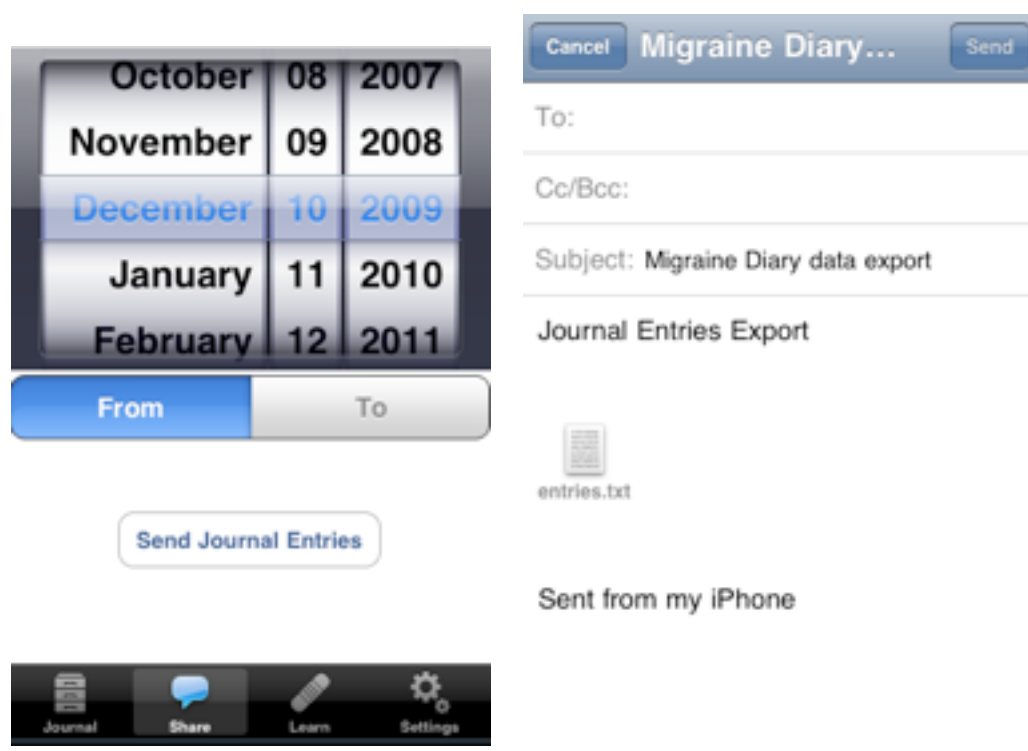 October 08 2007
November 09 2008
December 10 2009
January 11 2010
February 12 2011
From To
Send Journal Entries
Journal Share Learn Settings
Cancel Migraine Diary... Send
To:
Cc/Bcc:
Subject: Migraine Diary data export
Journal Entries Export
entries.txt
Sent from my iPhone